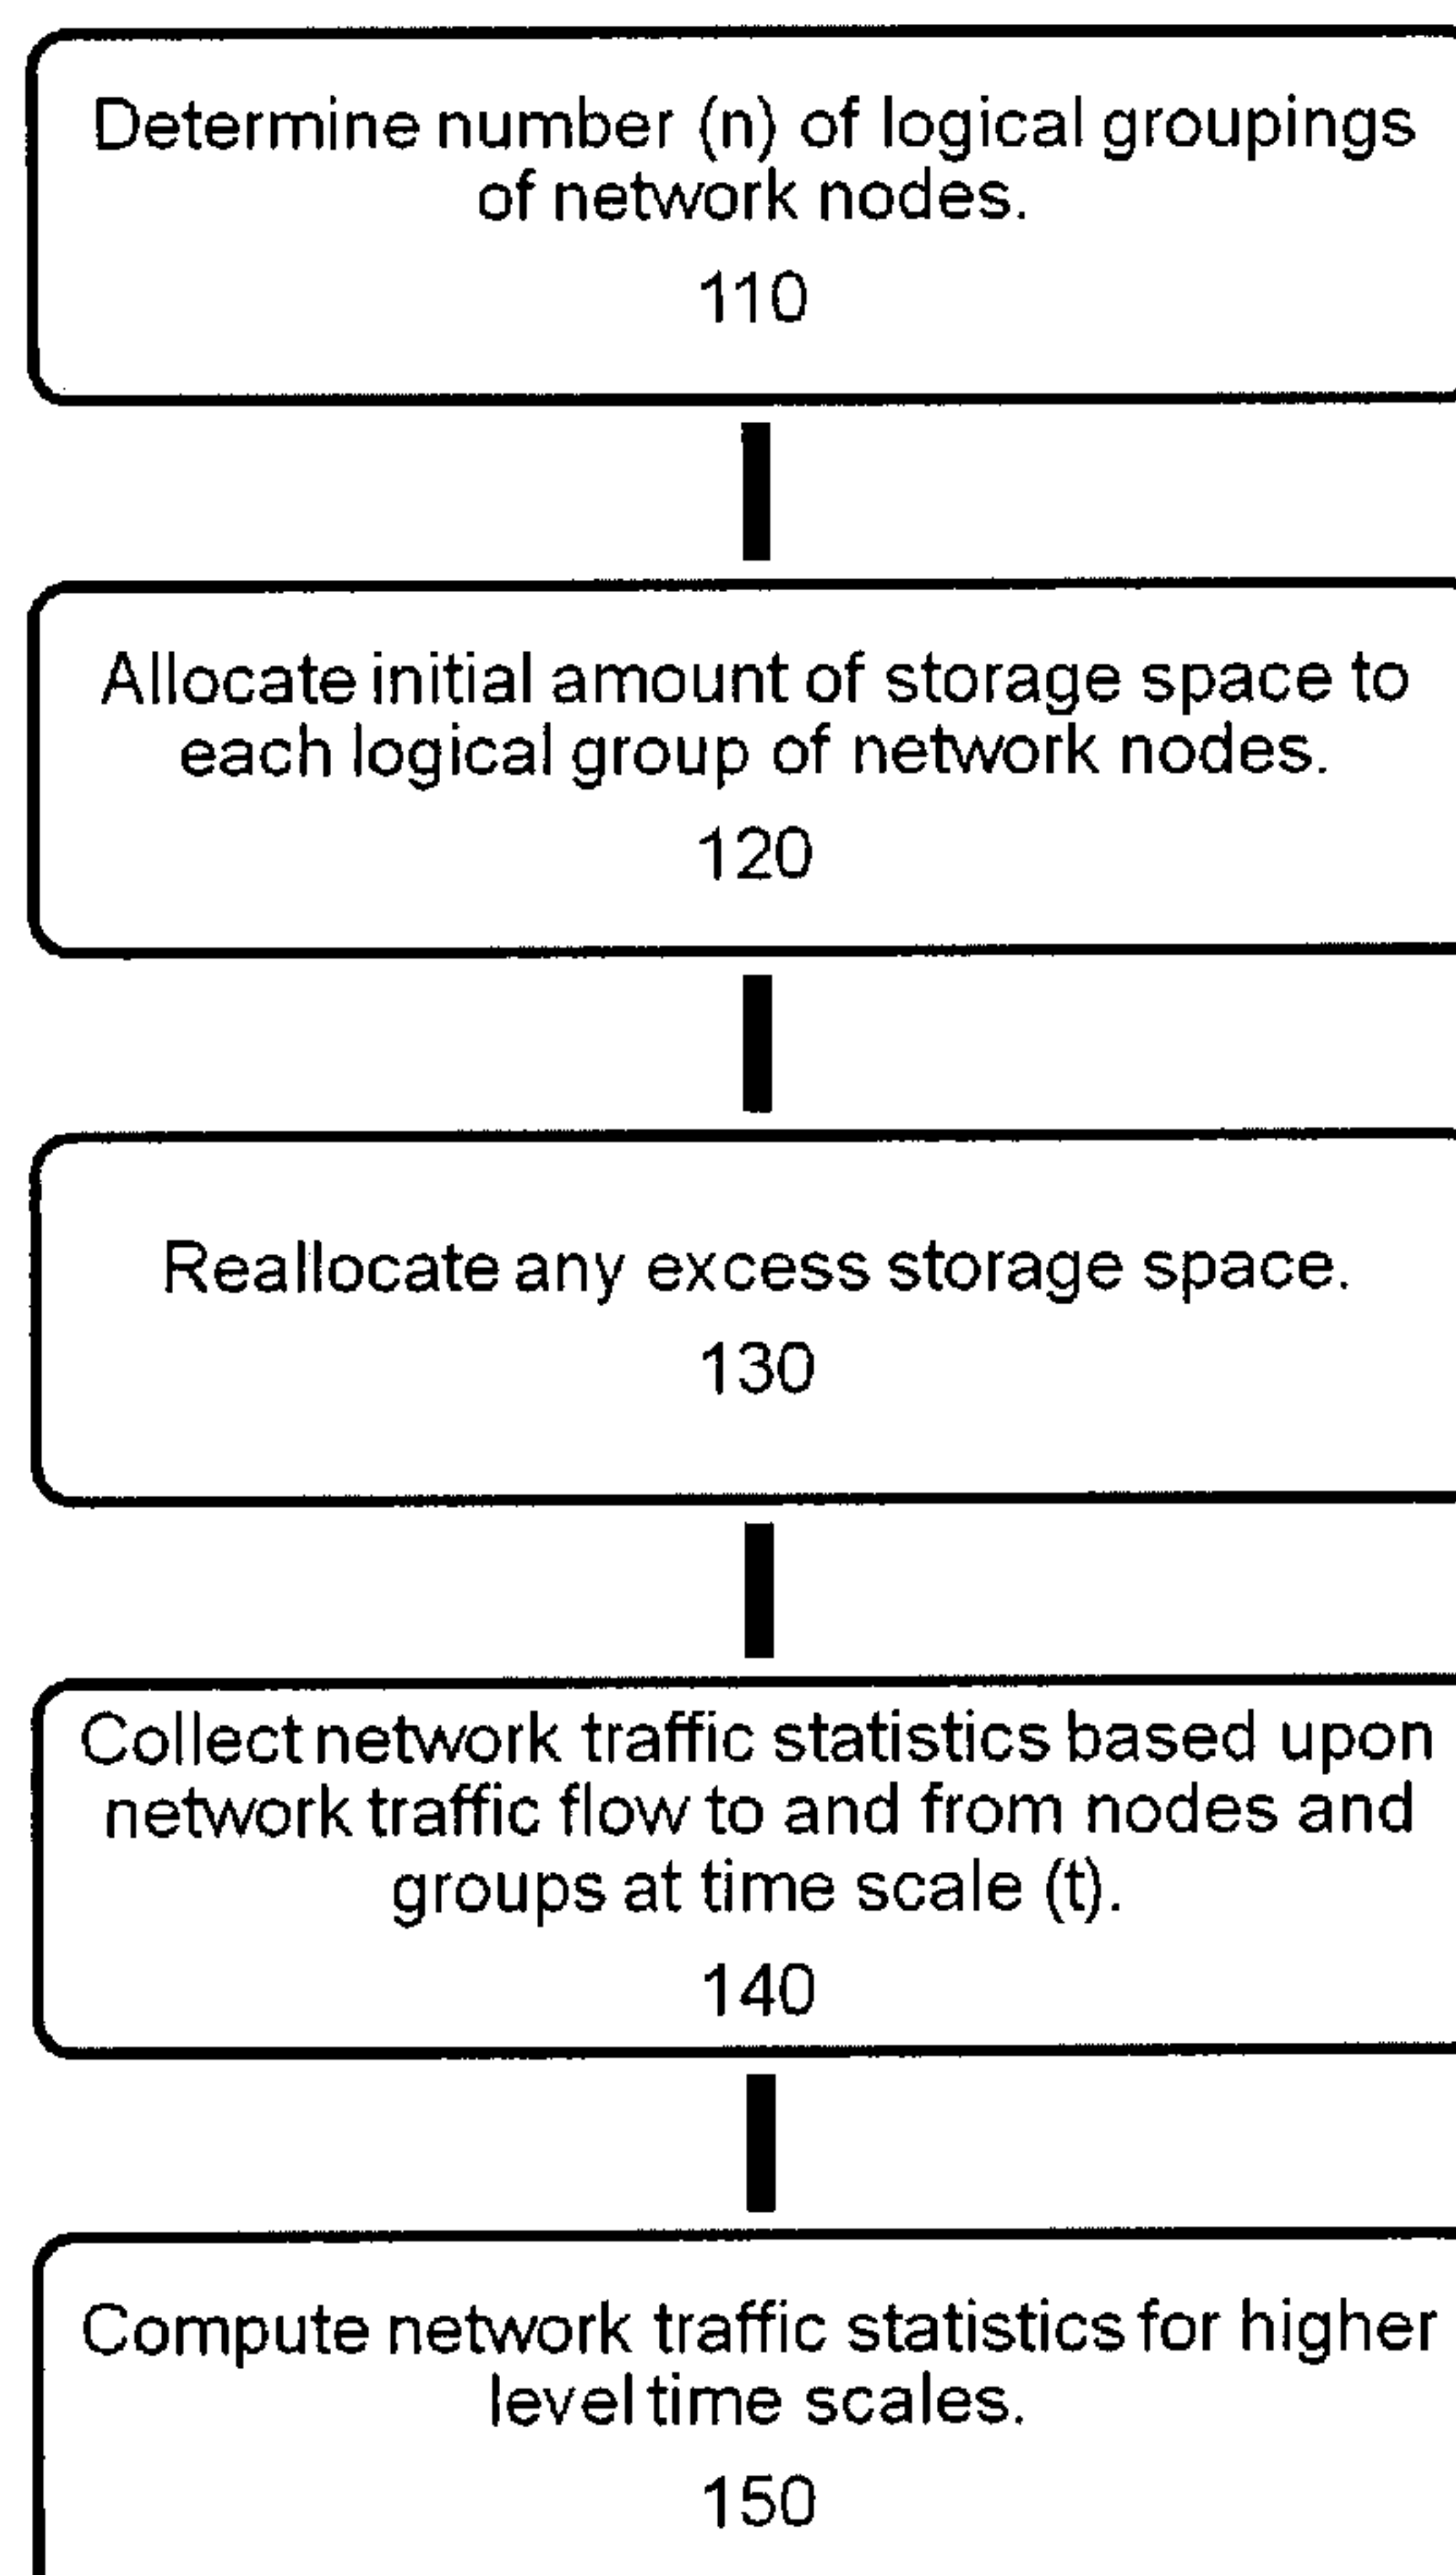 Determine number (n) of logical groupings
of network nodes.
110
Allocate initial amount of storage space to
each logical group of network nodes.
120
Reallocate any excess storage space.
130
Collect network traffic statistics based upon
network traffic flow to and from nodes and
groups at time scale (t).
140
Compute network traffic statistics for higher
level time scales.
150